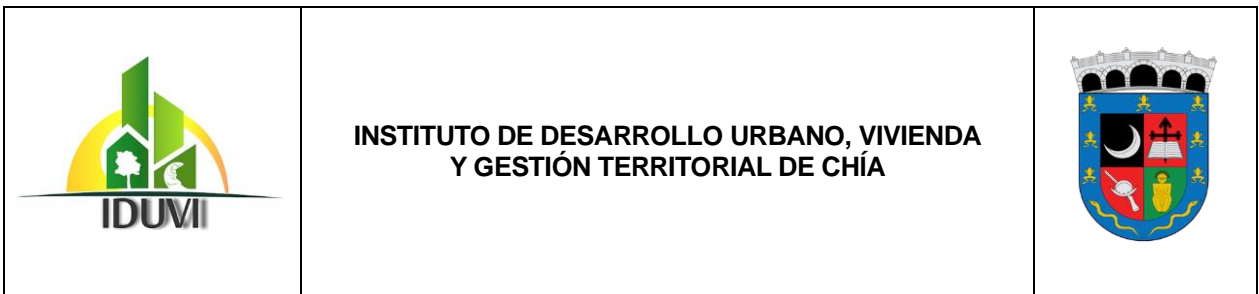 IDUVI
INSTITUTO DE DESARROLLO URBANO, VIVIENDA
Y GESTIÓN TERRITORIAL DE CHÍA